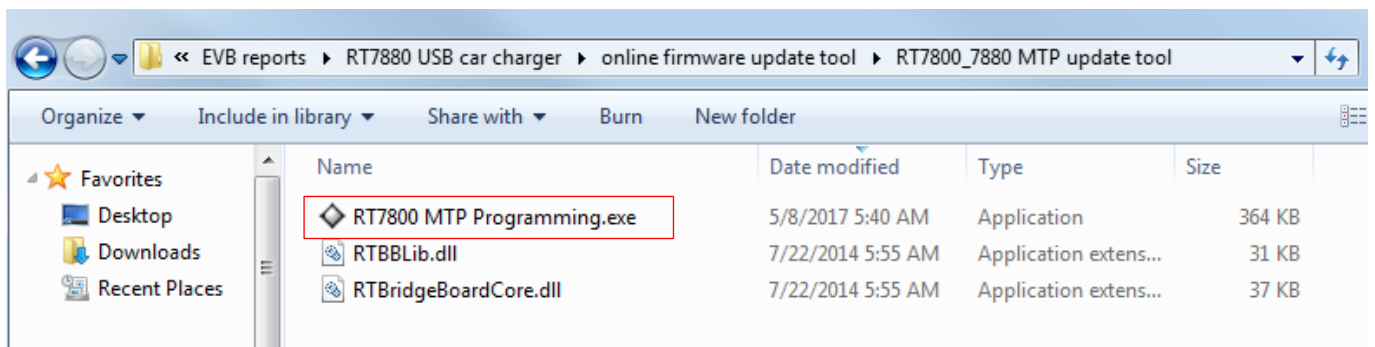 « EVB reports ▸ RT7880 USB car charger ▸ online firmware update tool ▸ RT7800_7880 MTP update tool
Organize Include in library Share with Burn New folder
Favorites
Desktop
Downloads
Recent Places
Name Date modified Type Size
RT7800 MTP Programming.exe 5/8/2017 5:40 AM Application 364 KB
RTBBLib.dll 7/22/2014 5:55 AM Application extens... 31 KB
RTBridgeBoardCore.dll 7/22/2014 5:55 AM Application extens... 37 KB